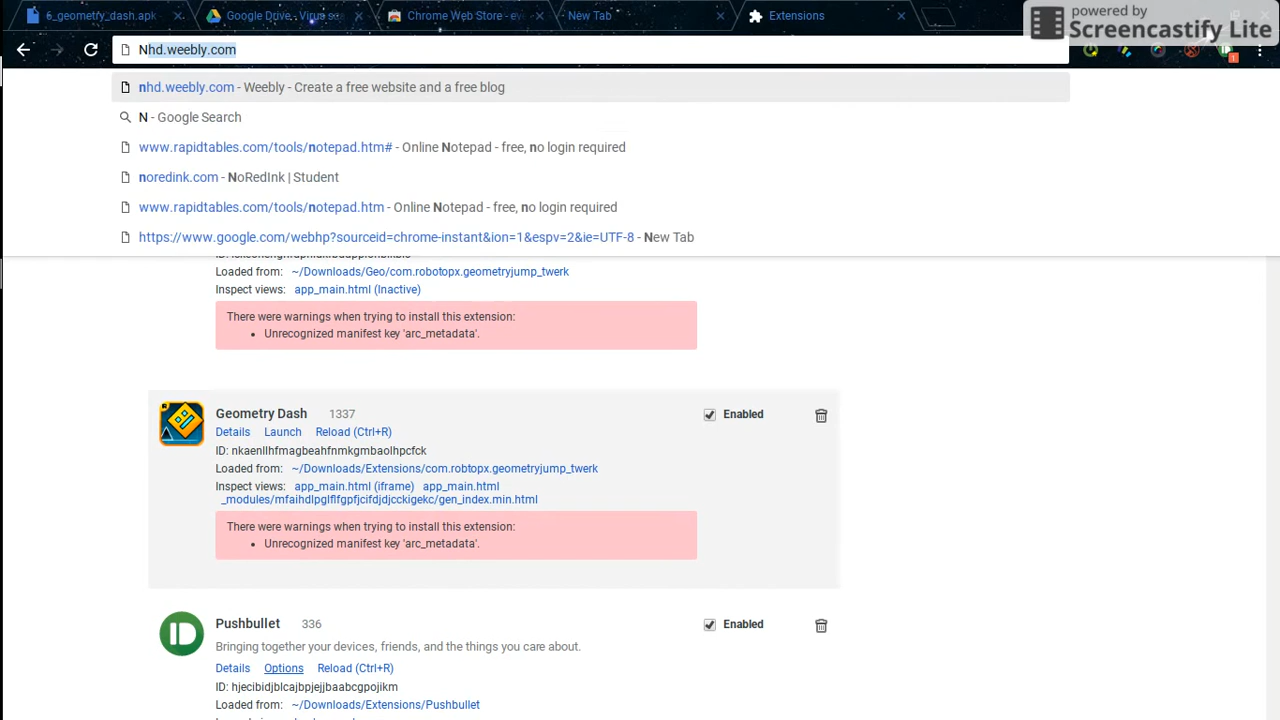 6_geometry_dash.apk
Google Drive - Virus sc
Chrome Web Store - ev
New Tab
Extensions
powered by
Screencastify Lite
Nhd.weebly.com
nhd.weebly.com - Weebly - Create a free website and a free blog
N - Google Search
www.rapidtables.com/tools/notepad.htm# - Online Notepad - free, no login required
noredink.com - NoRedInk | Student
www.rapidtables.com/tools/notepad.htm - Online Notepad - free, no login required
https://www.google.com/webhp?sourceid=chrome-instant&ion=1&espv=2&ie=UTF-8 - New Tab
Loaded from: ~/Downloads/Geo/com.robotopx.geometryjump_twerk
Inspect views: app_main.html (Inactive)
There were warnings when trying to install this extension:
• Unrecognized manifest key 'arc_metadata'.
Geometry Dash 1337
Enabled
Details Launch Reload (Ctrl+R)
ID: nkaenllhfmagbeahfnmkgmbaolhpcfck
Loaded from: ~/Downloads/Extensions/com.robtopx.geometryjump_twerk
Inspect views: app_main.html (iframe) app_main.html
_modules/mfaihdlpglflfgpfjcifdjdjcckigekc/gen_index.min.html
There were warnings when trying to install this extension:
• Unrecognized manifest key 'arc_metadata'.
Pushbullet 336
Enabled
Bringing together your devices, friends, and the things you care about.
Details Options Reload (Ctrl+R)
ID: hjecibidjblcajbpjejjbaabcgpojikm
Loaded from: ~/Downloads/Extensions/Pushbullet